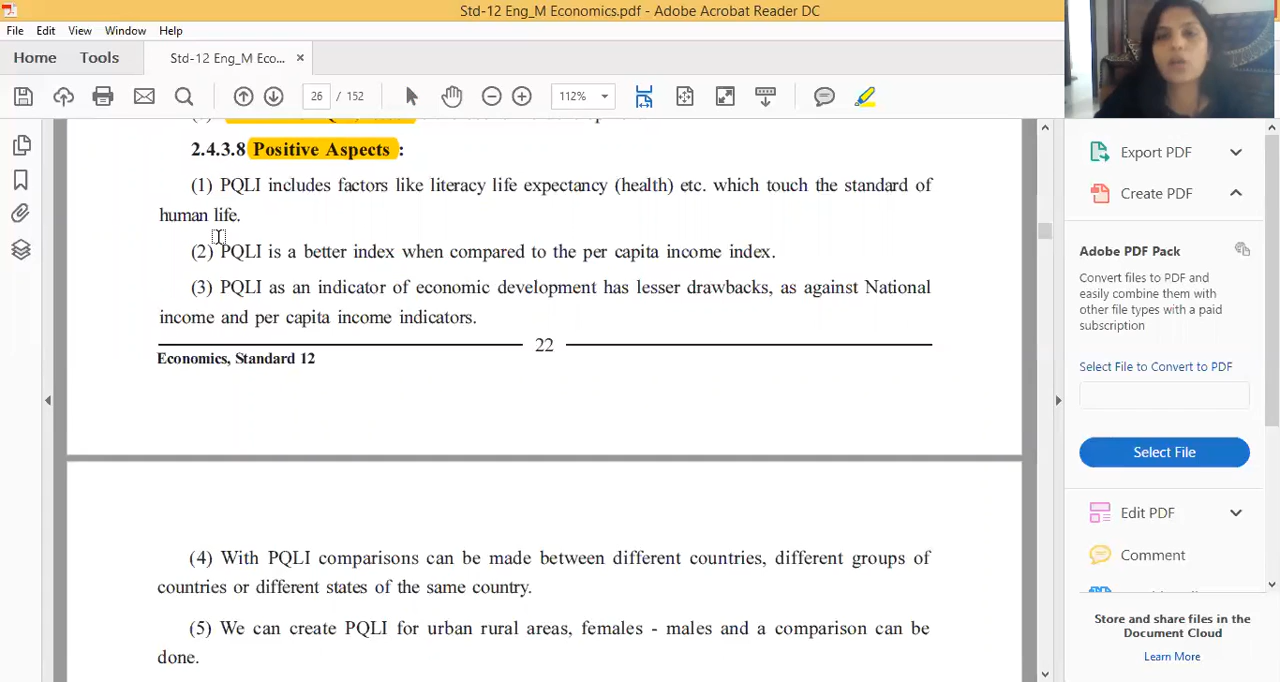 Std-12 Eng_M Economics.pdf - Adobe Acrobat Reader DC
File Edit View Window Help
Home Tools Std-12 Eng_M Eco... ×
26 / 152 112%
2.4.3.8 Positive Aspects :
(1) PQLI includes factors like literacy life expectancy (health) etc. which touch the standard of
human life.
(2) PQLI is a better index when compared to the per capita income index.
(3) PQLI as an indicator of economic development has lesser drawbacks, as against National
income and per capita income indicators.
22
Economics, Standard 12
(4) With PQLI comparisons can be made between different countries, different groups of
countries or different states of the same country.
(5) We can create PQLI for urban rural areas, females - males and a comparison can be
done.
Export PDF
Create PDF
Adobe PDF Pack
Convert files to PDF and
easily combine them with
other file types with a paid
subscription
Select File to Convert to PDF
Select File
Edit PDF
Comment
Store and share files in the
Document Cloud
Learn More